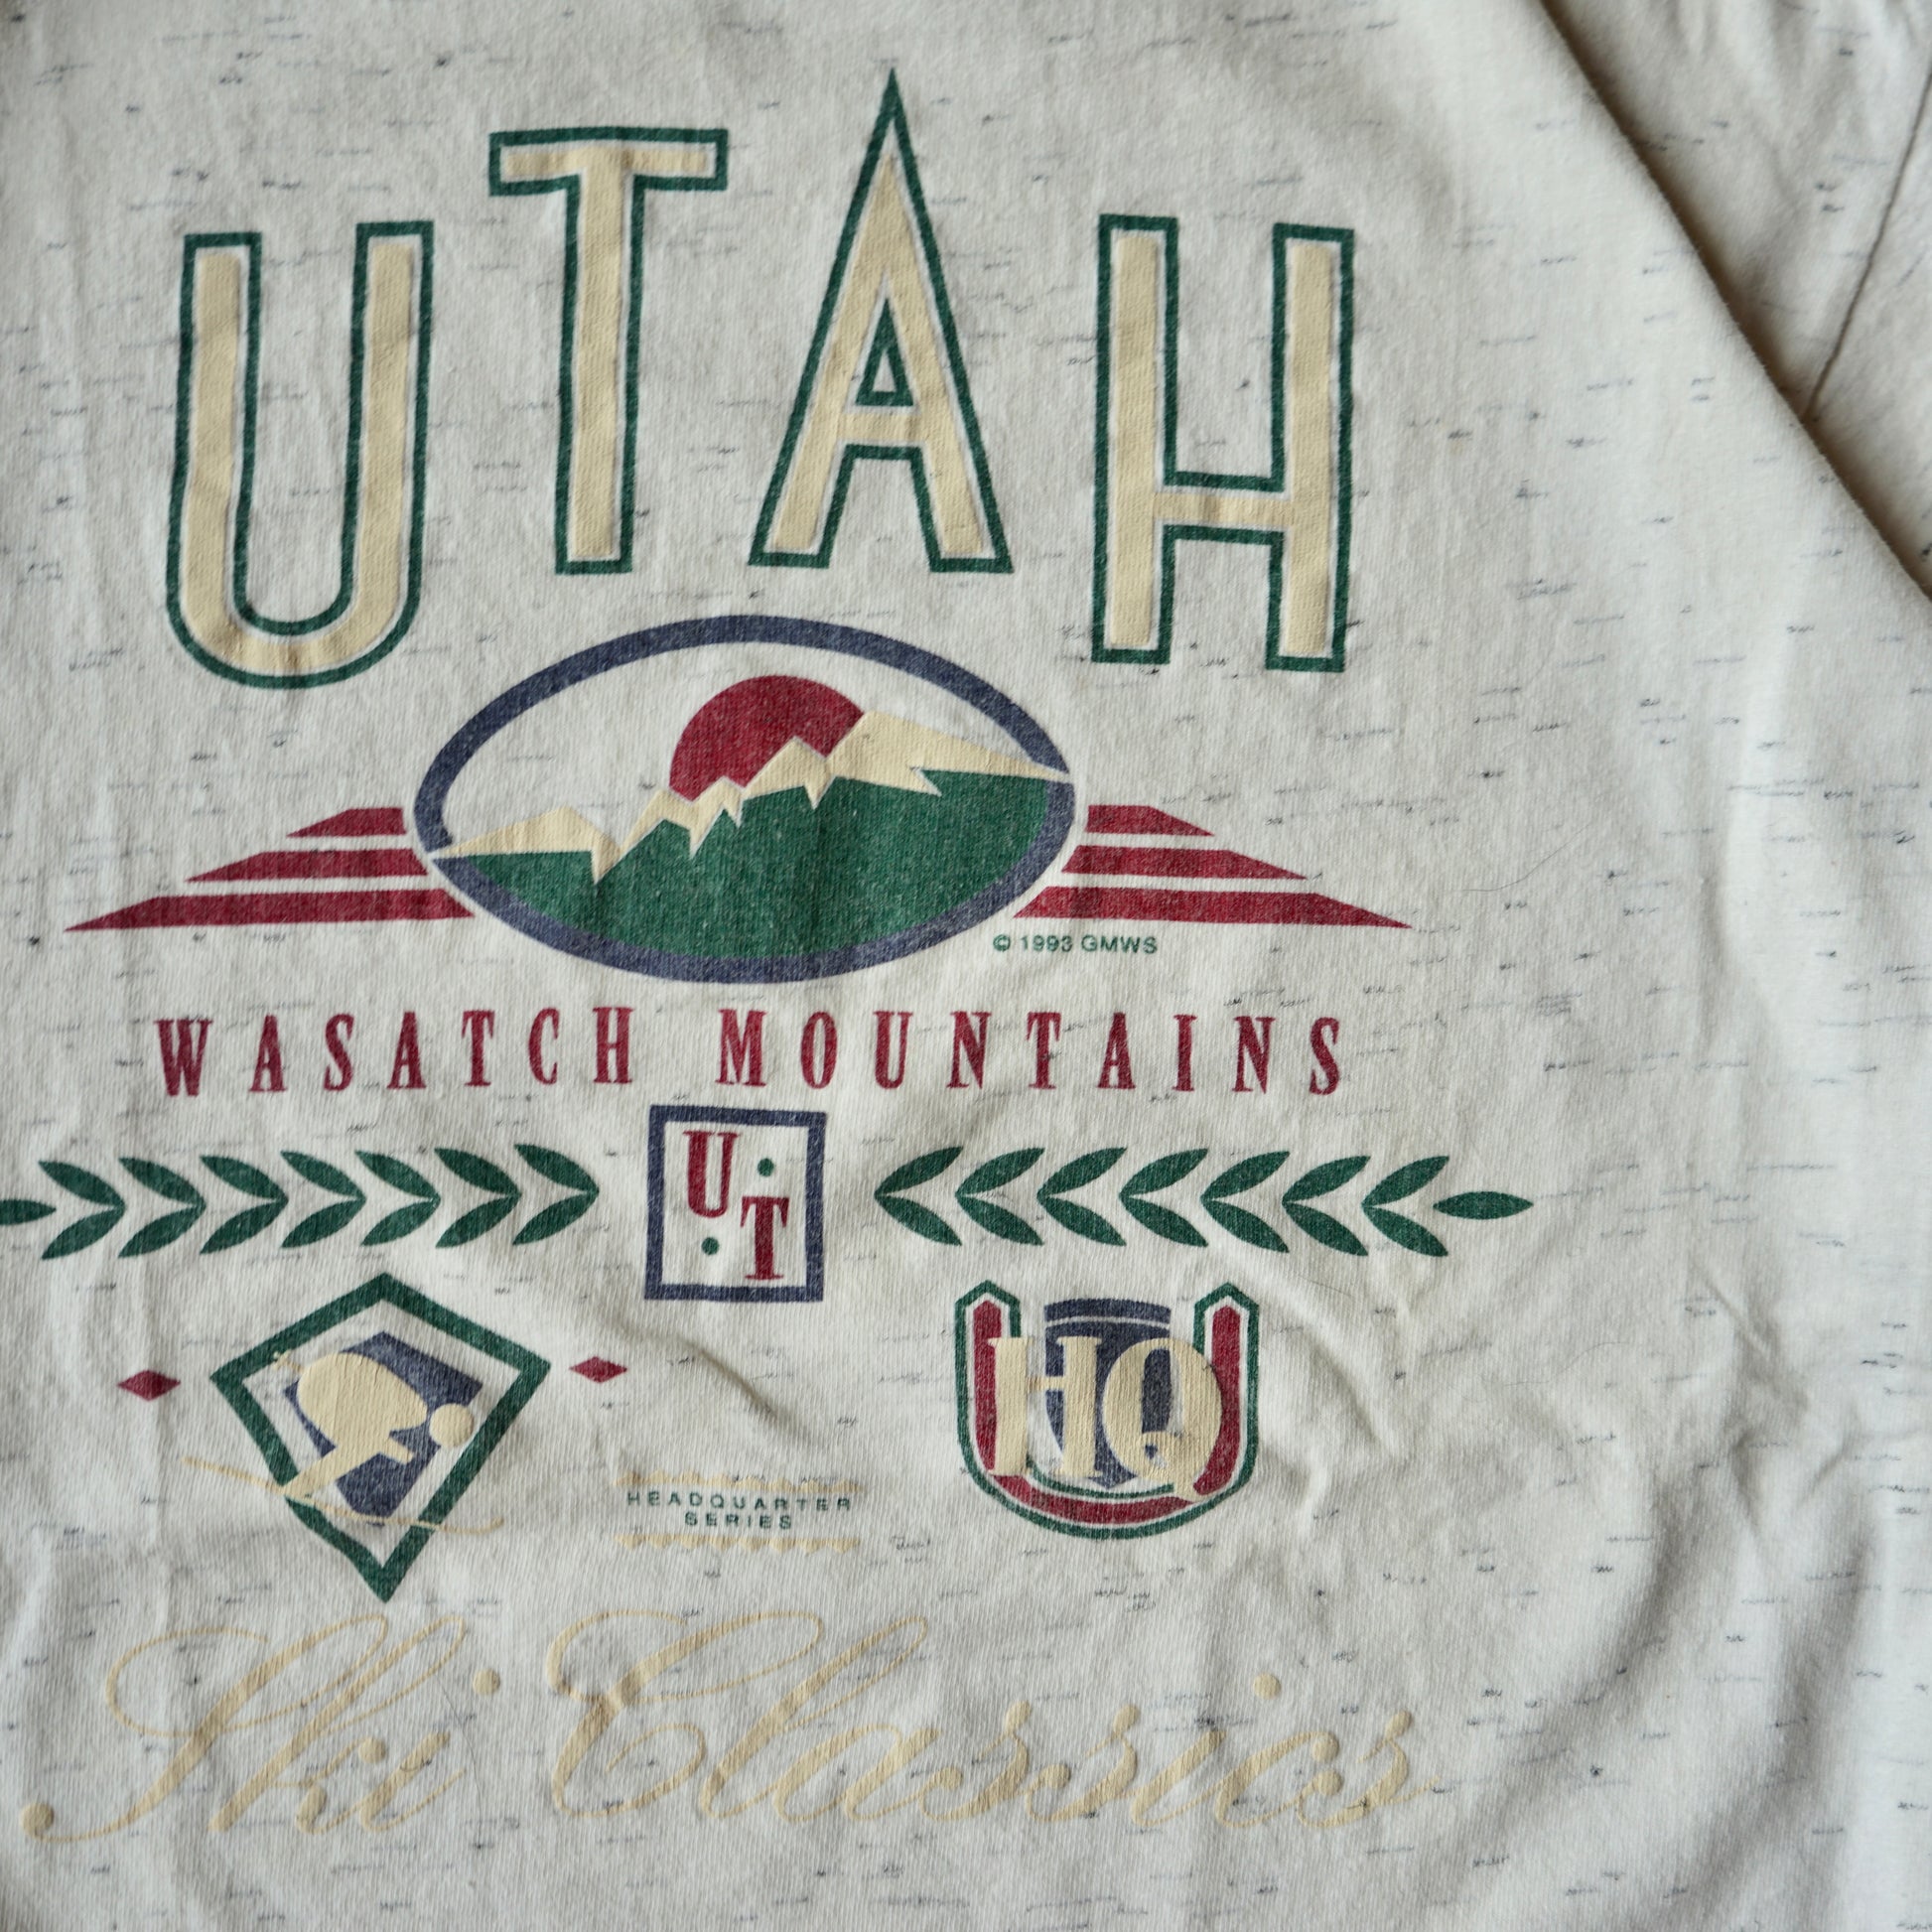 UTAH
© 1993 GMWS
WASATCH MOUNTAINS
U
T
HQ
HEADQUARTER
SERIES
Ski Classics